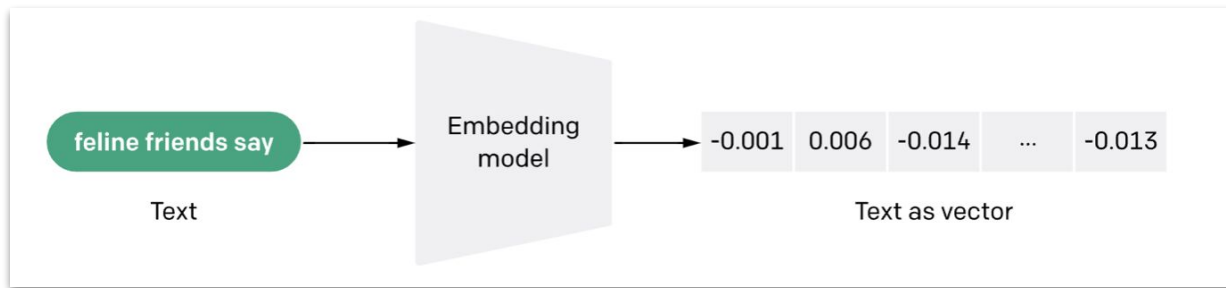 feline friends say
Embedding
model
-0.001 0.006 -0.014 ... -0.013
Text
Text as vector